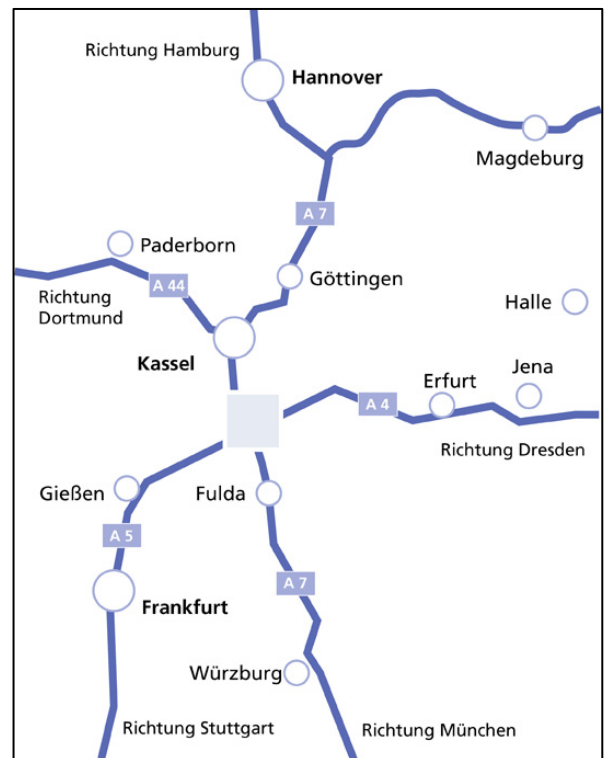 Richtung Hamburg
Hannover
Magdeburg
A 7
Paderborn
Göttingen
A 44
Richtung
Dortmund
Halle
Kassel
Jena
Erfurt
A 4
Richtung Dresden
Gießen
Fulda
A 5
A 7
Frankfurt
Würzburg
Richtung Stuttgart
Richtung München